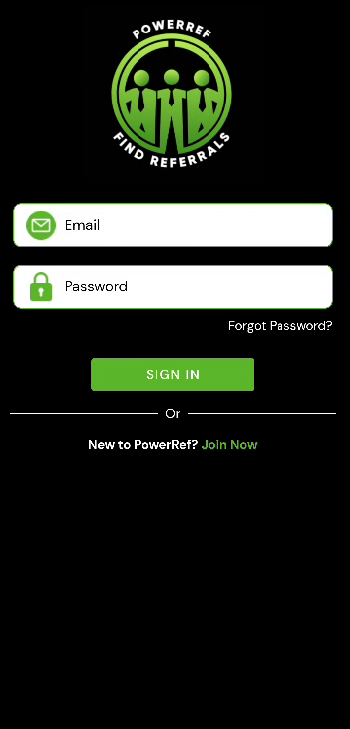 POWERREF
FIND REFERRALS
Email
Password
Forgot Password?
SIGN IN
Or
New to PowerRef? Join Now